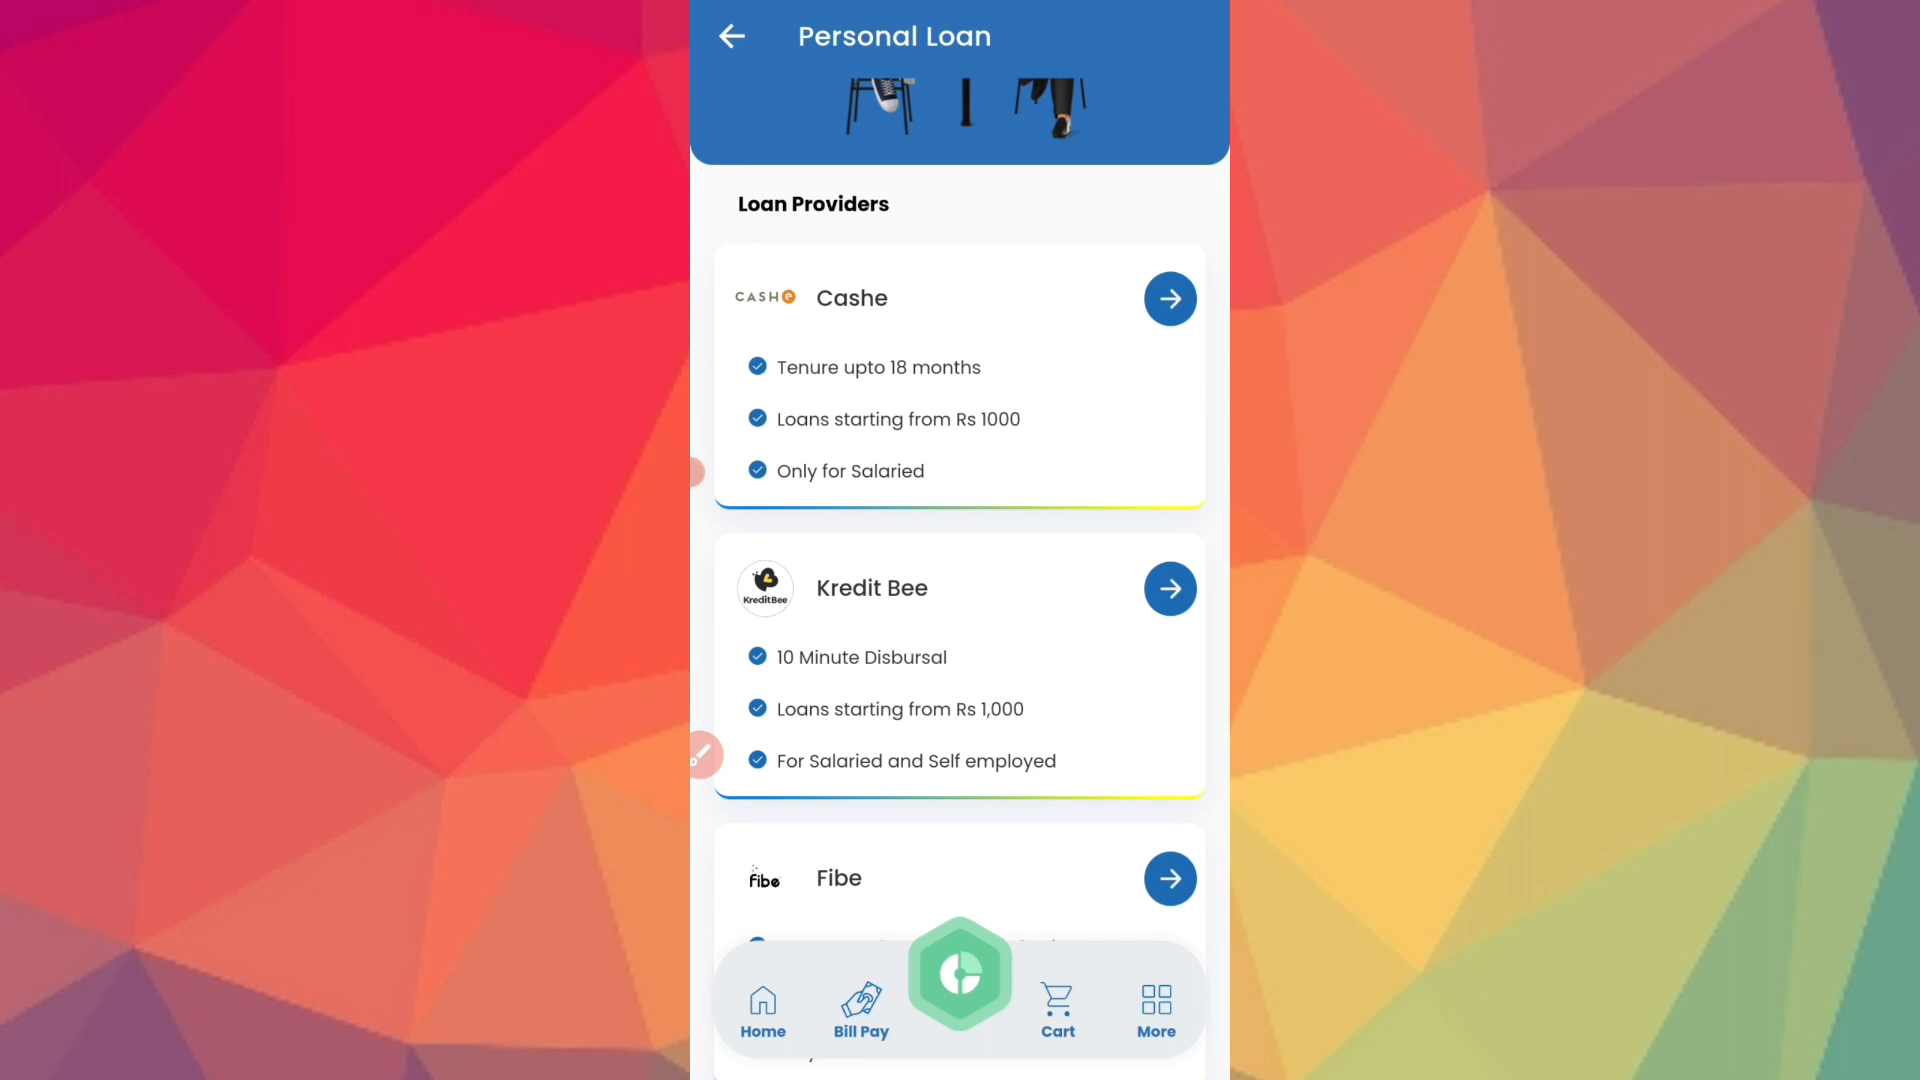 Personal Loan
Loan Providers
CASHe
Cashe
Tenure upto 18 months
Loans starting from Rs 1000
Only for Salaried
KreditBee
Kredit Bee
10 Minute Disbursal
Loans starting from Rs 1,000
For Salaried and Self employed
fibe
Fibe
Home
Bill Pay
Cart
More